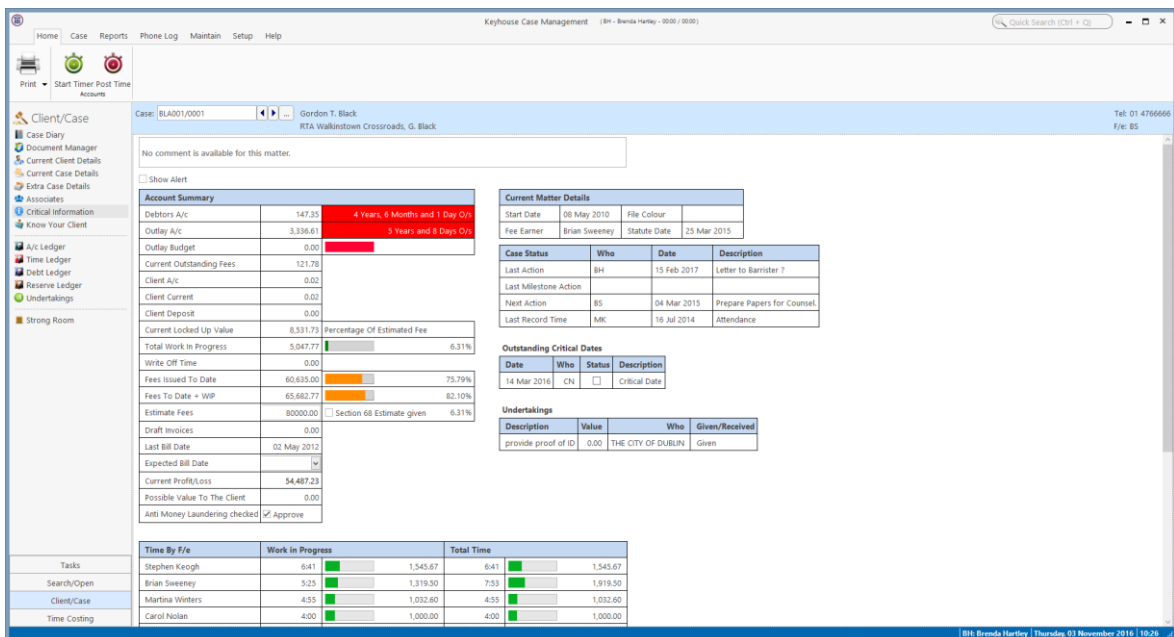 Keyhouse Case Management (BH - Brenda Hartley - 00:00 / 00:00)
Quick Search (Ctrl + Q)
Home Case Reports Phone Log Maintain Setup Help
Print Start Timer Post Time
Accounts
Client/Case
Case Diary
Document Manager
Current Client Details
Current Case Details
Extra Case Details
Associates
Critical Information
Know Your Client
A/c Ledger
Time Ledger
Debt Ledger
Reserve Ledger
Undertakings
Strong Room
Tasks
Search/Open
Client/Case
Time Costing
Case: BLA001/0001 ... Gordon T. Black Tel: 01 4766666
RTA Walkinstown Crossroads, G. Black F/e: BS
No comment is available for this matter.
Show Alert
Account Summary
Debtors A/c 147.35 4 Years, 6 Months and 1 Day O/s
Outlay A/c 3,336.61 5 Years and 8 Days O/s
Outlay Budget 0.00
Current Outstanding Fees 121.78
Client A/c 0.02
Client Current 0.02
Client Deposit 0.00
Current Locked Up Value 8,531.73 Percentage Of Estimated Fee
Total Work In Progress 5,047.77 6.31%
Write Off Time 0.00
Fees Issued To Date 60,635.00 75.79%
Fees To Date + WIP 65,682.77 82.10%
Estimate Fees 80000.00 Section 68 Estimate given 6.31%
Draft Invoices 0.00
Last Bill Date 02 May 2012
Expected Bill Date
Current Profit/Loss 54,487.23
Possible Value To The Client 0.00
Anti Money Laundering checked Approve
Current Matter Details
Start Date 08 May 2010 File Colour
Fee Earner Brian Sweeney Statute Date 25 Mar 2015
Case Status Who Date Description
Last Action BH 15 Feb 2017 Letter to Barrister ?
Last Milestone Action
Next Action BS 04 Mar 2015 Prepare Papers for Counsel.
Last Record Time MK 16 Jul 2014 Attendance
Outstanding Critical Dates
Date Who Status Description
14 Mar 2016 CN Critical Date
Undertakings
Description Value Who Given/Received
provide proof of ID 0.00 THE CITY OF DUBLIN Given
Time By F/e Work in Progress Total Time
Stephen Keogh 6:41 1,545.67 6:41 1,545.67
Brian Sweeney 5:25 1,319.50 7:53 1,919.50
Martina Winters 4:55 1,032.60 4:55 1,032.60
Carol Nolan 4:00 1,000.00 4:00 1,000.00
BH: Brenda Hartley Thursday, 03 November 2016 10:26